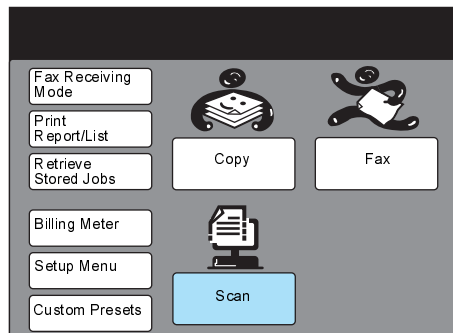 Fax Receiving
Mode
Print
Report/List
Retrieve
Stored Jobs
Billing Meter
Setup Menu
Custom Presets
Copy
Fax
Scan